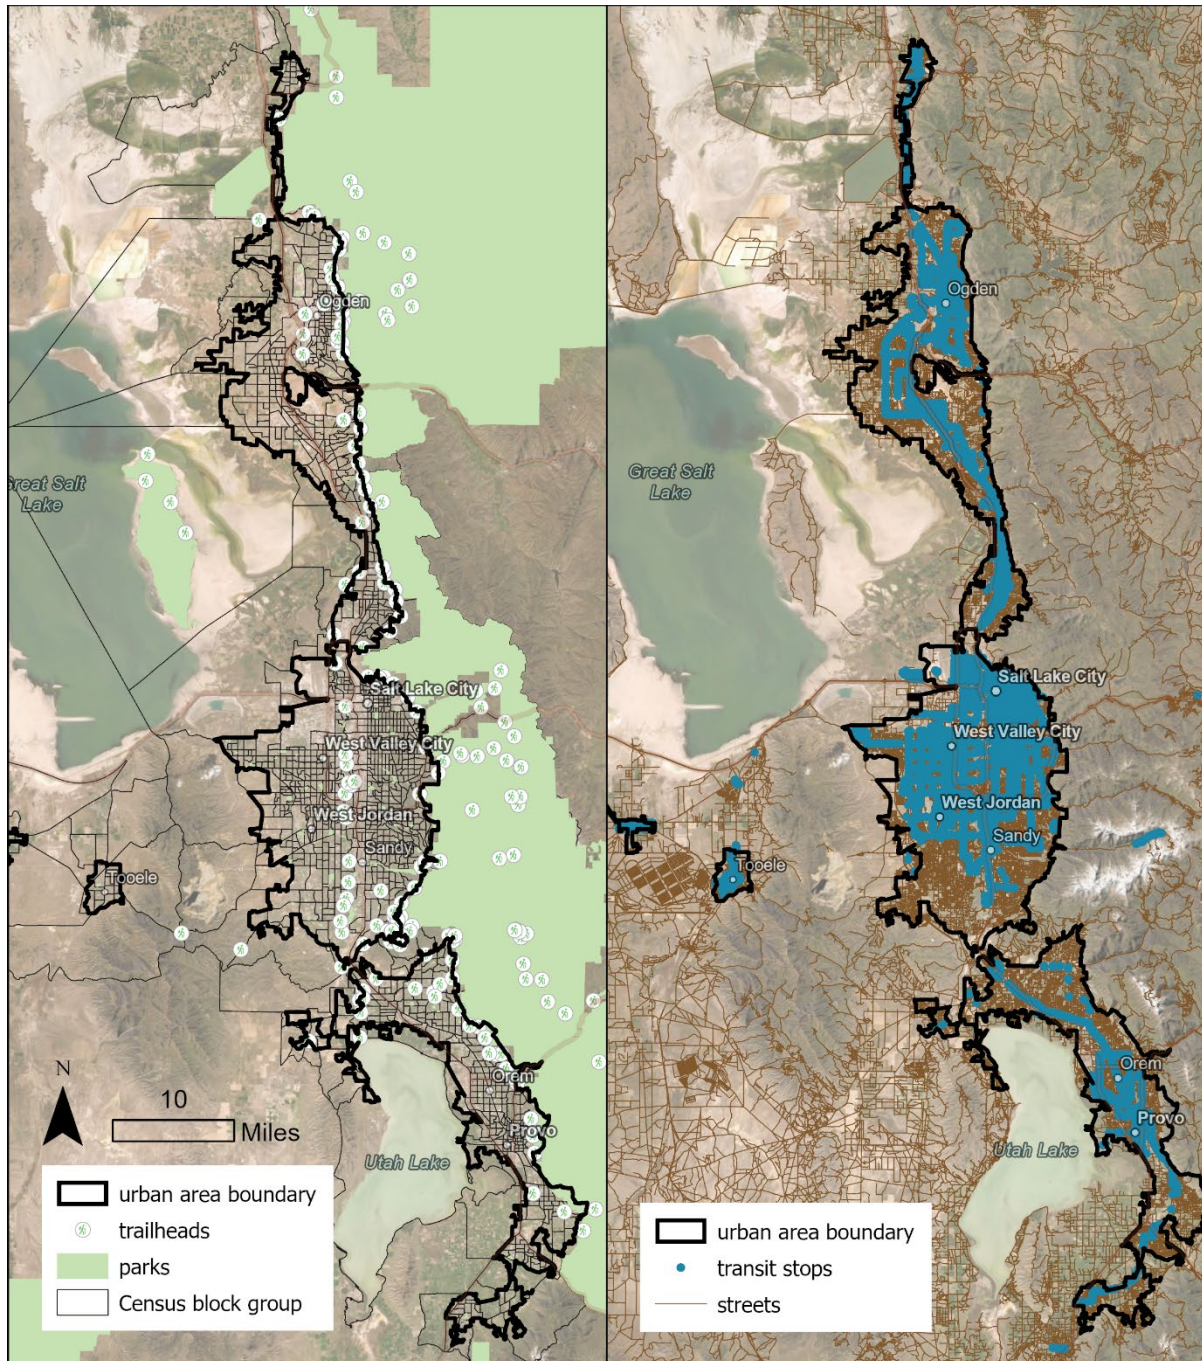 Ogden
Great Salt
Lake
Salt Lake City
West Valley City
West Jordan
Sandy
Tooele
N
10
Miles
Orem
Provo
Utah Lake
urban area boundary
trailheads
parks
Census block group
Ogden
Great Salt
Lake
Salt Lake City
West Valley City
West Jordan
Sandy
Tooele
Orem
Provo
Utah Lake
urban area boundary
transit stops
streets